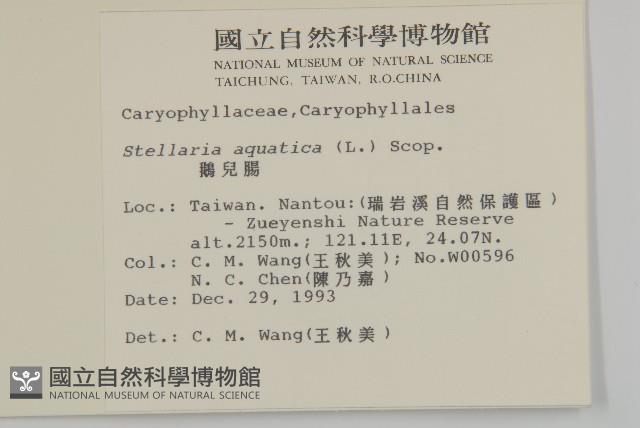 國立自然科學博物館
NATIONAL MUSEUM OF NATURAL SCIENCE
TAICHUNG, TAIWAN, R.O.CHINA
Caryophyllaceae,Caryophyllales
Stellaria aquatica (L.) Scop.
鵝兒腸
Loc.: Taiwan. Nantou:(瑞岩溪自然保護區)
- Zueyenshi Nature Reserve
alt.2150m.; 121.11E, 24.07N.
Col.: C. M. Wang(王秋美); No.W00596
N. C. Chen(陳乃嘉)
Date: Dec. 29, 1993
Det.: C. M. Wang(王秋美)
國立自然科學博物館
NATIONAL MUSEUM OF NATURAL SCIENCE